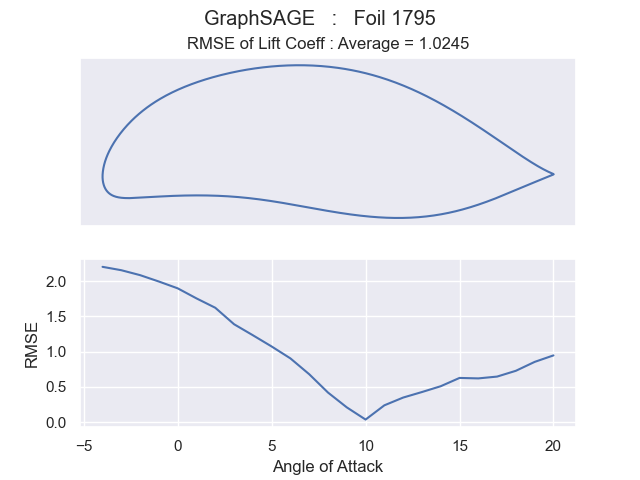 GraphSAGE   :   Foil 1795
RMSE of Lift Coeff : Average = 1.0245
RMSE
2.0
1.5
1.0
0.5
0.0
−5 0 5 10 15 20
Angle of Attack